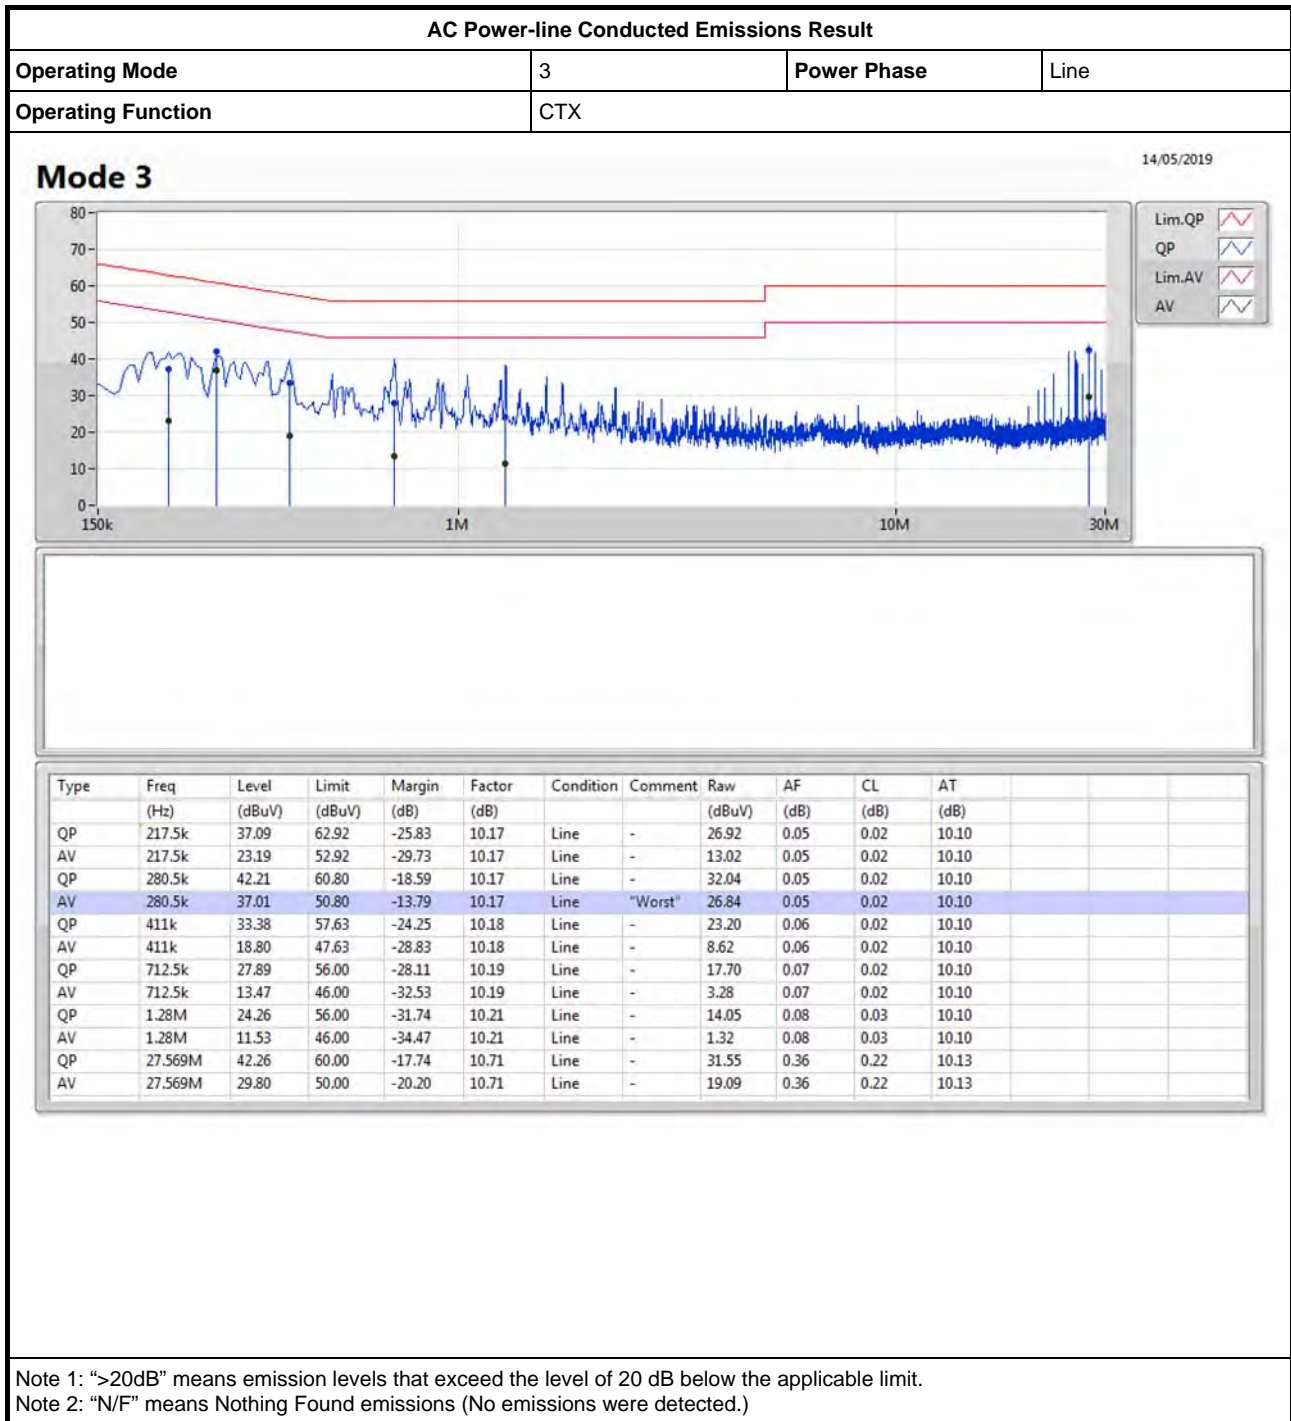 AC Power-line Conducted Emissions Result
Operating Mode 3 Power Phase Line
Operating Function CTX
14/05/2019
Mode 3
80
70
60
50
40
30
20
10
0
150k 1M 10M 30M
Lim.QP
QP
Lim.AV
AV
Type Freq Level Limit Margin Factor Condition Comment Raw AF CL AT
(Hz) (dBuV) (dBuV) (dB) (dB) (dBuV) (dB) (dB) (dB)
QP 217.5k 37.09 62.92 -25.83 10.17 Line - 26.92 0.05 0.02 10.10
AV 217.5k 23.19 52.92 -29.73 10.17 Line - 13.02 0.05 0.02 10.10
QP 280.5k 42.21 60.80 -18.59 10.17 Line - 32.04 0.05 0.02 10.10
AV 280.5k 37.01 50.80 -13.79 10.17 Line "Worst" 26.84 0.05 0.02 10.10
QP 411k 33.38 57.63 -24.25 10.18 Line - 23.20 0.06 0.02 10.10
AV 411k 18.80 47.63 -28.83 10.18 Line - 8.62 0.06 0.02 10.10
QP 712.5k 27.89 56.00 -28.11 10.19 Line - 17.70 0.07 0.02 10.10
AV 712.5k 13.47 46.00 -32.53 10.19 Line - 3.28 0.07 0.02 10.10
QP 1.28M 24.26 56.00 -31.74 10.21 Line - 14.05 0.08 0.03 10.10
AV 1.28M 11.53 46.00 -34.47 10.21 Line - 1.32 0.08 0.03 10.10
QP 27.569M 42.26 60.00 -17.74 10.71 Line - 31.55 0.36 0.22 10.13
AV 27.569M 29.80 50.00 -20.20 10.71 Line - 19.09 0.36 0.22 10.13
Note 1: “>20dB” means emission levels that exceed the level of 20 dB below the applicable limit.
Note 2: “N/F” means Nothing Found emissions (No emissions were detected.)